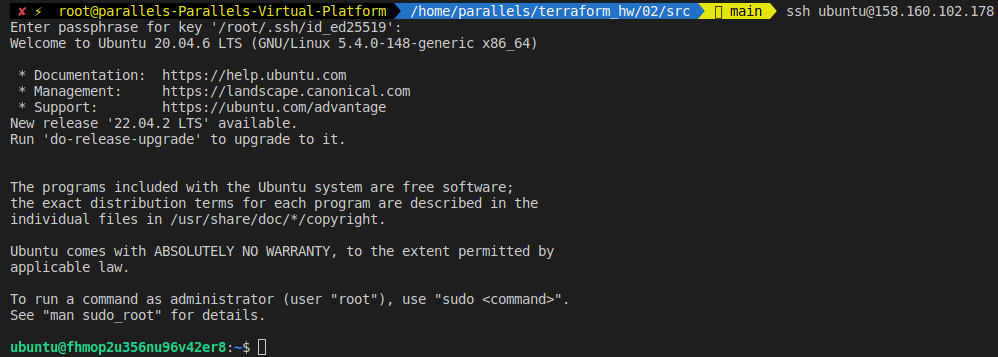 ✘ ⚡ root@parallels-Parallels-Virtual-Platform /home/parallels/terraform_hw/02/src main ssh ubuntu@158.160.102.178
Enter passphrase for key '/root/.ssh/id_ed25519':
Welcome to Ubuntu 20.04.6 LTS (GNU/Linux 5.4.0-148-generic x86_64)

 * Documentation:  https://help.ubuntu.com
 * Management:     https://landscape.canonical.com
 * Support:        https://ubuntu.com/advantage
New release '22.04.2 LTS' available.
Run 'do-release-upgrade' to upgrade to it.


The programs included with the Ubuntu system are free software;
the exact distribution terms for each program are described in the
individual files in /usr/share/doc/*/copyright.

Ubuntu comes with ABSOLUTELY NO WARRANTY, to the extent permitted by
applicable law.

To run a command as administrator (user "root"), use "sudo <command>".
See "man sudo_root" for details.

ubuntu@fhmop2u356nu96v42er8:~$